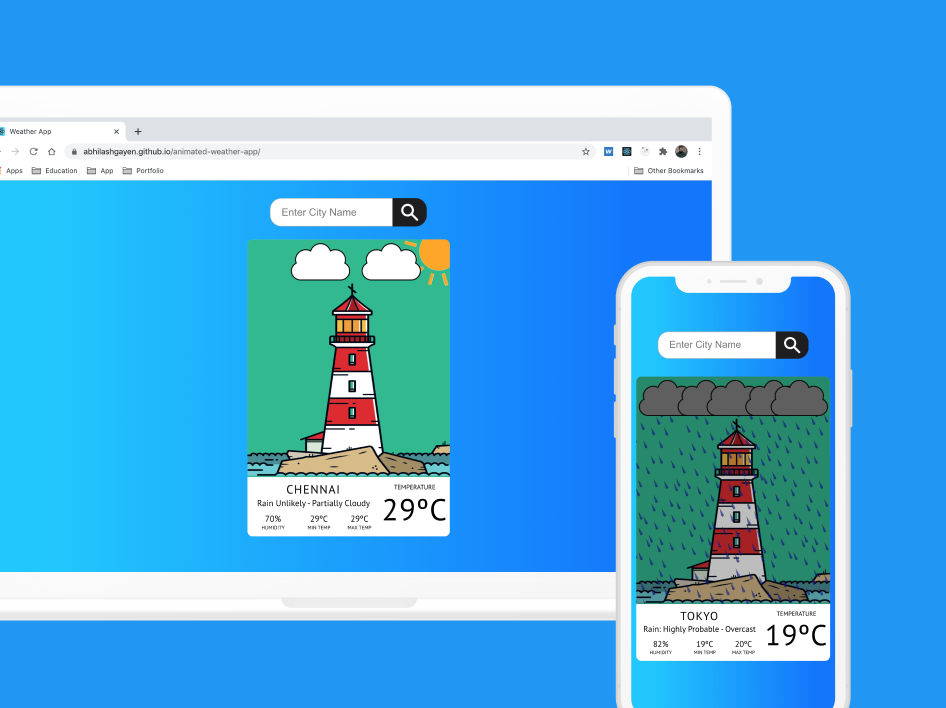 Weather App
abhilashgayen.github.io/animated-weather-app/
Apps Education App Portfolio Other Bookmarks
Enter City Name
CHENNAI
Rain Unlikely - Partially Cloudy
70% 29ºC 29ºC
HUMIDITY MIN TEMP MAX TEMP
TEMPERATURE
29ºC
Enter City Name
TOKYO
Rain: Highly Probable - Overcast
82% 19ºC 20ºC
HUMIDITY MIN TEMP MAX TEMP
TEMPERATURE
19ºC